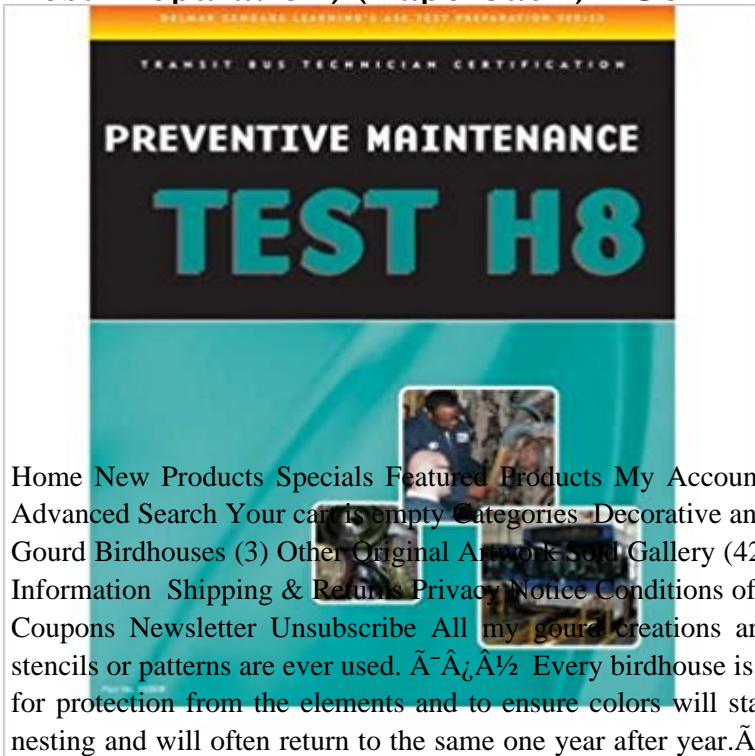 DELMAR CENGAGE LEARNING'S ASE TEST PREPARATION SERIES
TRANSIT BUS TECHNICIAN CERTIFICATION
PREVENTIVE MAINTENANCE
TEST H8
Home New Products Specials Featured Products My Accoun
Advanced Search Your cart is empty Categories Decorative an
Gourd Birdhouses (3) Other Original Artwork Sold Gallery (42
Information Shipping & Returns Privacy Notice Conditions of
Coupons Newsletter Unsubscribe All my gourd creations ar
stencils or patterns are ever used. Ã¯Â¿Â½ Every birdhouse is
for protection from the elements and to ensure colors will sta
nesting and will often return to the same one year after year.Ã